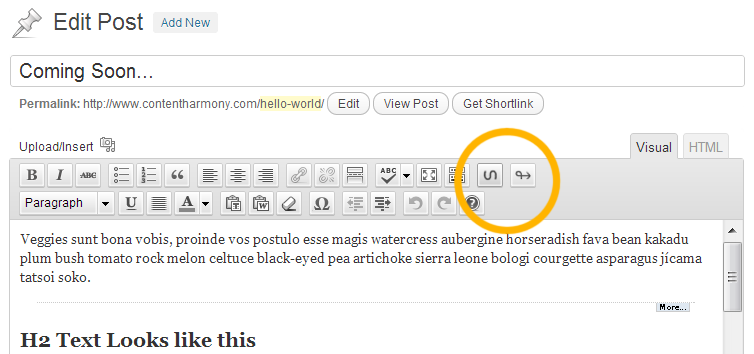 Edit Post Add New
Coming Soon...
Permalink: http://www.contentharmony.com/hello-world/ Edit View Post Get Shortlink
Upload/Insert Visual HTML
B I ABC 1 2 3 “ ABC
Paragraph U A T W Ω ?
Veggies sunt bona vobis, proinde vos postulo esse magis watercress aubergine horseradish fava bean kakadu
plum bush tomato rock melon celtuce black-eyed pea artichoke sierra leone bologi courgette asparagus jícama
tatsoi soko.
More...
H2 Text Looks like this